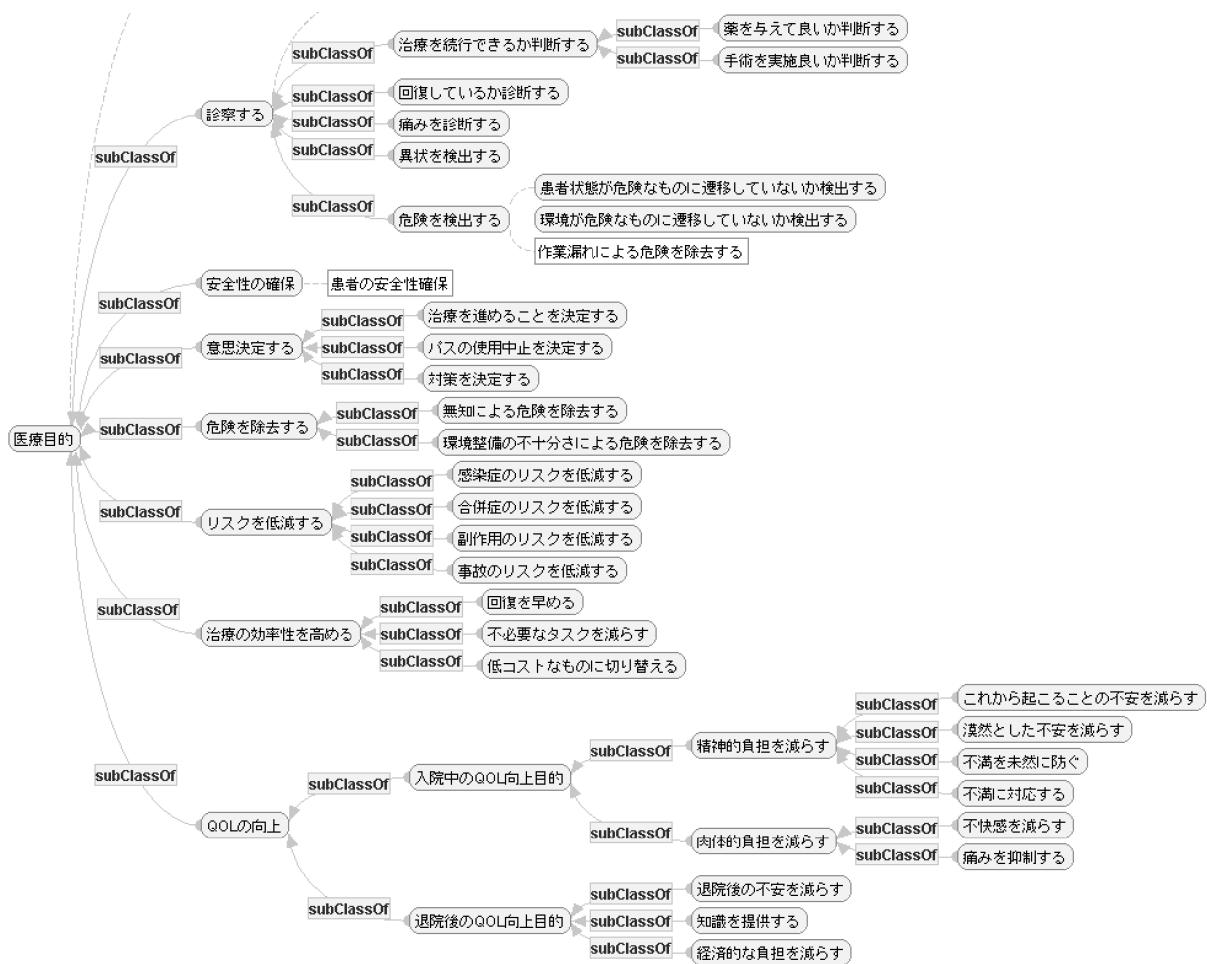 subClassOf
治療を続行できるか判断する
subClassOf
薬を与えて良いか判断する
subClassOf
手術を実施良いか判断する
診察する
subClassOf
回復しているか診断する
subClassOf
痛みを診断する
subClassOf
異状を検出する
subClassOf
subClassOf
危険を検出する
患者状態が危険なものに遷移していないか検出する
環境が危険なものに遷移していないか検出する
作業漏れによる危険を除去する
安全性の確保
患者の安全性確保
subClassOf
subClassOf
意思決定する
subClassOf
治療を進めることを決定する
subClassOf
パスの使用中止を決定する
subClassOf
対策を決定する
医療目的
subClassOf
危険を除去する
subClassOf
無知による危険を除去する
subClassOf
環境整備の不十分さによる危険を除去する
subClassOf
リスクを低減する
subClassOf
感染症のリスクを低減する
subClassOf
合併症のリスクを低減する
subClassOf
副作用のリスクを低減する
subClassOf
事故のリスクを低減する
subClassOf
治療の効率性を高める
subClassOf
回復を早める
subClassOf
不必要なタスクを減らす
subClassOf
低コストなものに切り替える
subClassOf
QOLの向上
subClassOf
入院中のQOL向上目的
subClassOf
精神的負担を減らす
subClassOf
これから起こることの不安を減らす
subClassOf
漠然とした不安を減らす
subClassOf
不満を未然に防ぐ
subClassOf
不満に対応する
subClassOf
肉体的負担を減らす
subClassOf
不快感を減らす
subClassOf
痛みを抑制する
subClassOf
退院後のQOL向上目的
subClassOf
退院後の不安を減らす
subClassOf
知識を提供する
subClassOf
経済的な負担を減らす